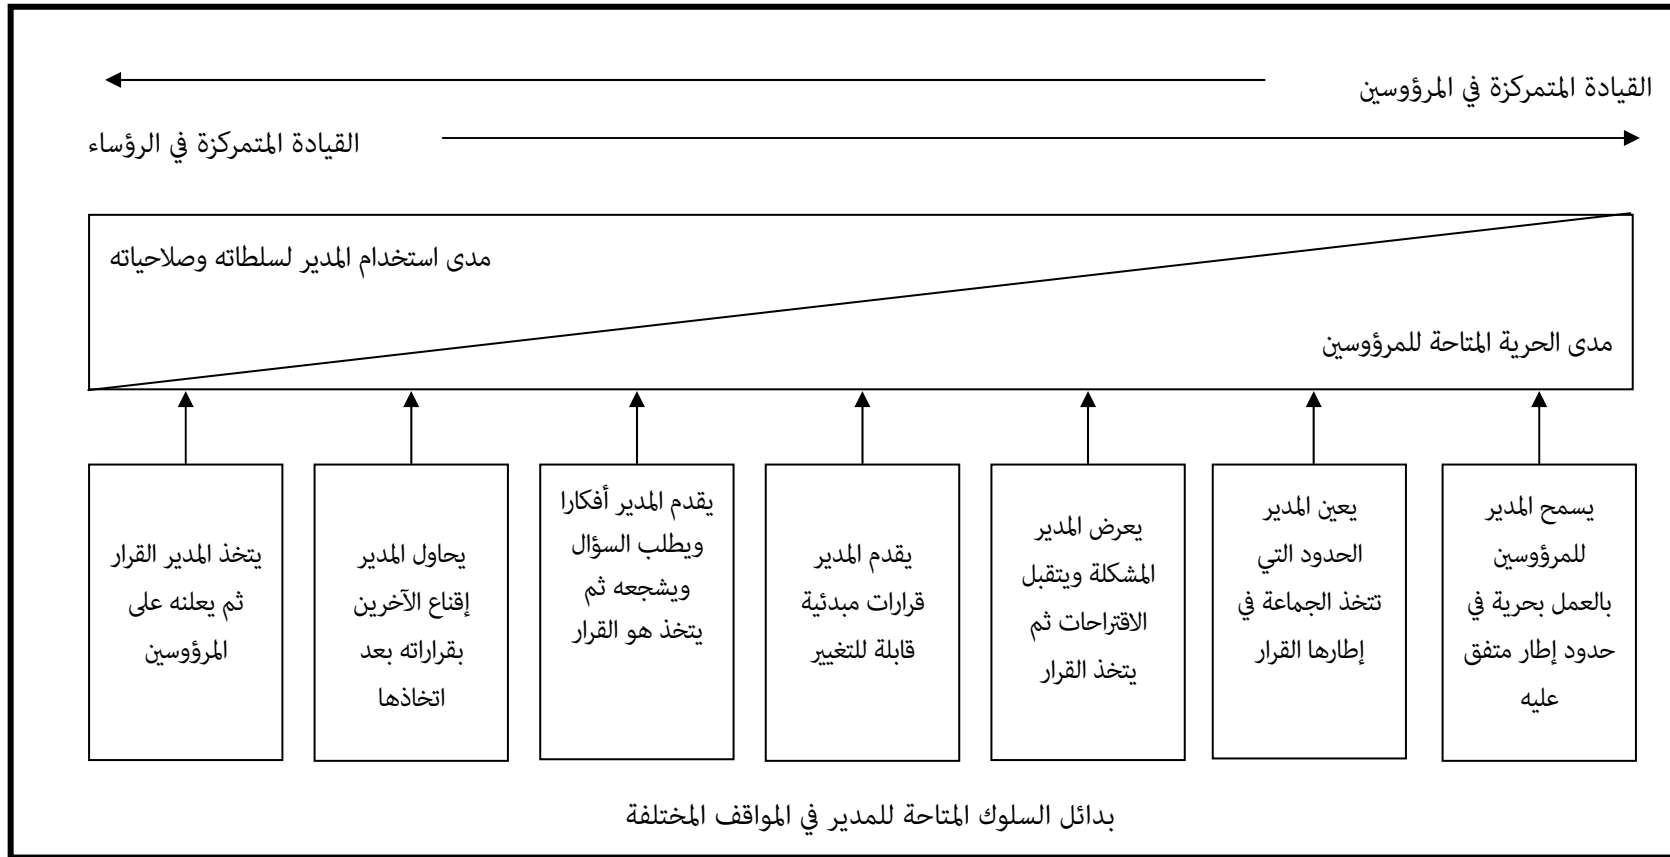 القيادة المتمركزة في المرؤوسين
القيادة المتمركزة في الرؤساء
مدى استخدام المدير لسلطاته وصلاحياته
مدى الحرية المتاحة للمرؤوسين
يسمح المدير
للمرؤوسين
بالعمل بحرية في
حدود إطار متفق
عليه
يعين المدير
الحدود التي
تتخذ الجماعة في
إطارها القرار
يعرض المدير
المشكلة ويتقبل
الاقتراحات ثم
يتخذ القرار
يقدم المدير
قرارات مبدئية
قابلة للتغيير
يقدم المدير أفكارا
ويطلب السؤال
ويشجعه ثم
يتخذ هو القرار
يحاول المدير
إقناع الآخرين
بقراراته بعد
اتخاذها
يتخذ المدير القرار
ثم يعلنه على
المرؤوسين
بدائل السلوك المتاحة للمدير في المواقف المختلفة